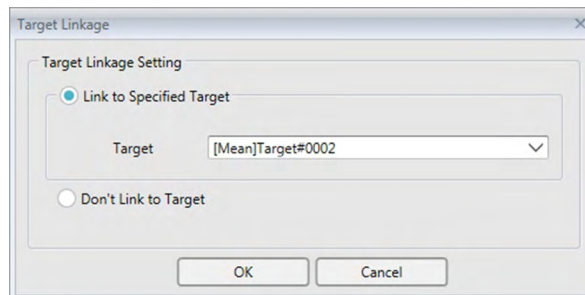 Target Linkage
Target Linkage Setting
Link to Specified Target
Target [Mean]Target#0002
Don't Link to Target
OK Cancel